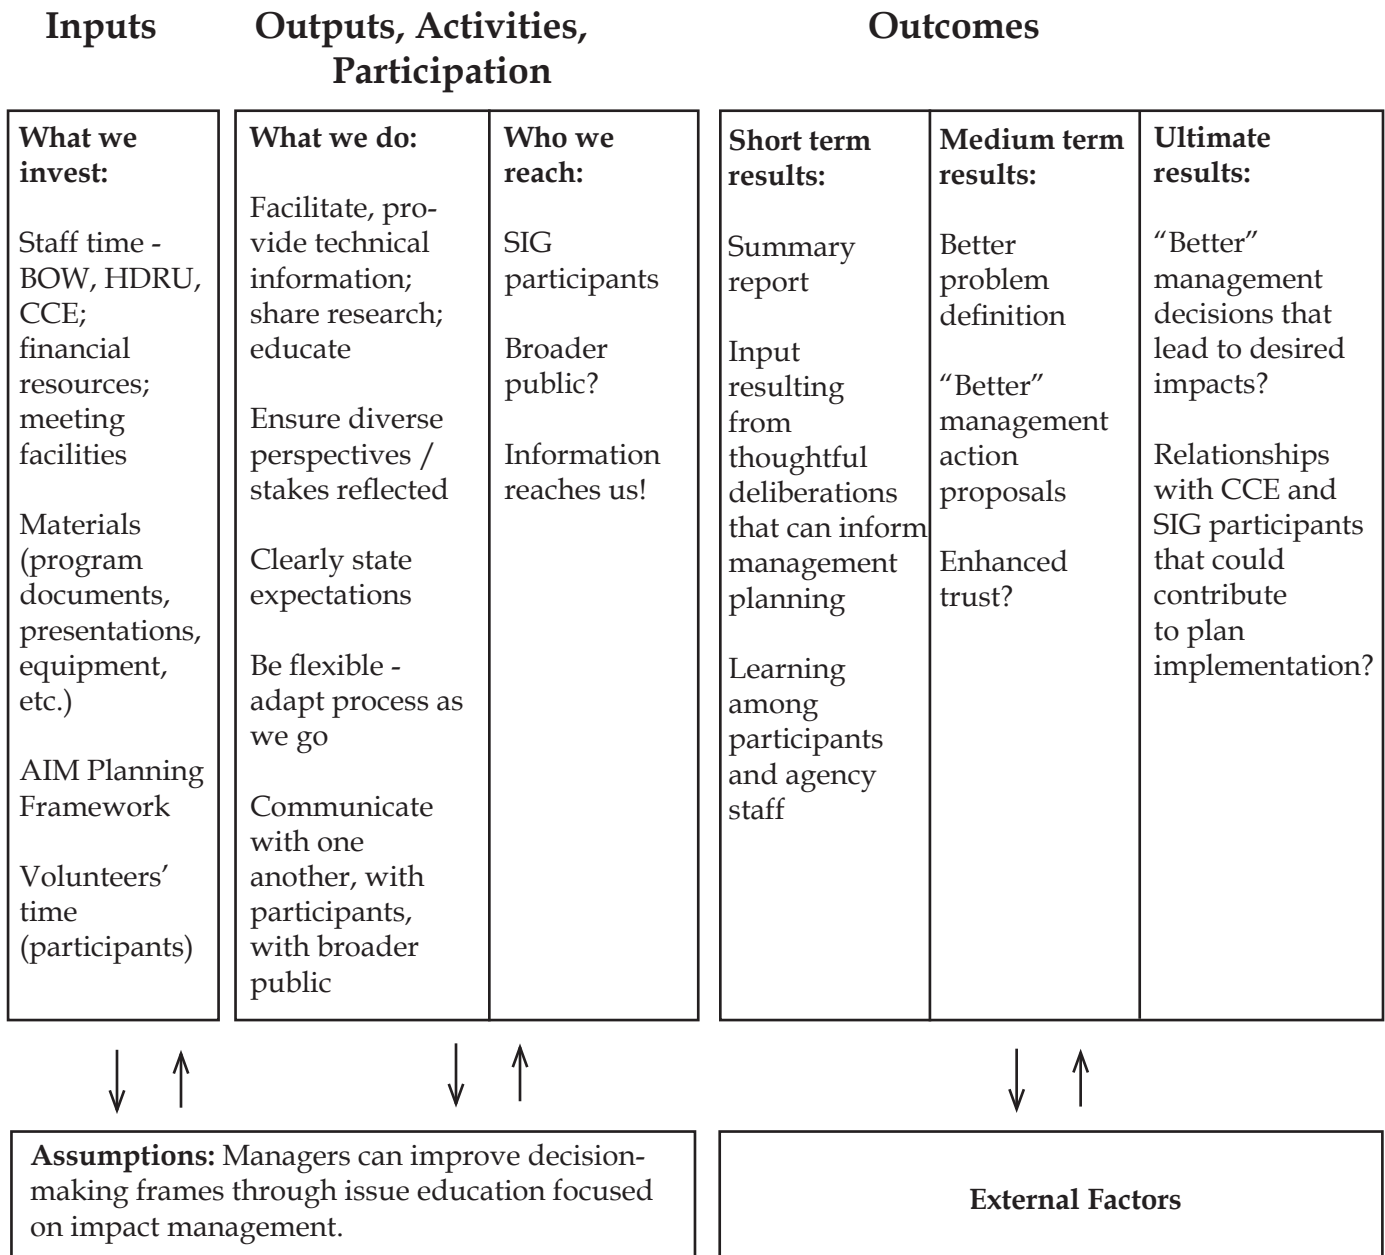 Inputs
Outputs, Activities,
Participation
Outcomes
What we
invest:
Staff time -
BOW, HDRU,
CCE;
financial
resources;
meeting
facilities
Materials
(program
documents,
presentations,
equipment,
etc.)
AIM Planning
Framework
Volunteers’
time
(participants)
What we do:
Facilitate, pro-
vide technical
information;
share research;
educate
Ensure diverse
perspectives /
stakes reflected
Clearly state
expectations
Be flexible -
adapt process as
we go
Communicate
with one
another, with
participants,
with broader
public
Who we
reach:
SIG
participants
Broader
public?
Information
reaches us!
Short term
results:
Summary
report
Input
resulting
from
thoughtful
deliberations
that can inform
management
planning
Learning
among
participants
and agency
staff
Medium term
results:
Better
problem
definition
“Better”
management
action
proposals
Enhanced
trust?
Ultimate
results:
“Better”
management
decisions that
lead to desired
impacts?
Relationships
with CCE and
SIG participants
that could
contribute
to plan
implementation?
Assumptions: Managers can improve decision-
making frames through issue education focused
on impact management.
External Factors